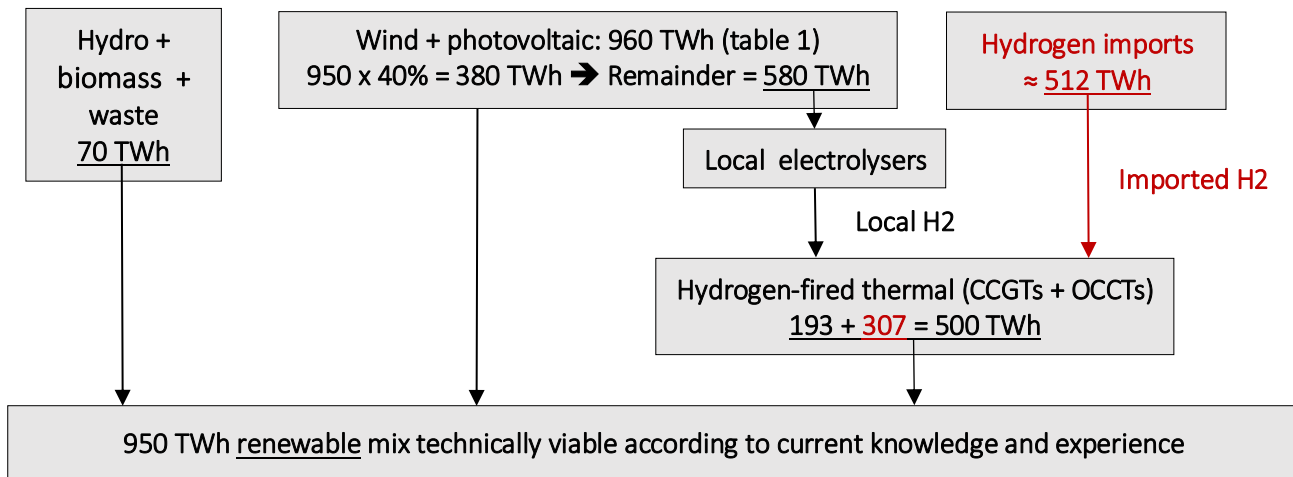 Hydro +
biomass +
waste
70 TWh
Wind + photovoltaic: 960 TWh (table 1)
950 x 40% = 380 TWh 🡺 Remainder = 580 TWh
Hydrogen imports
≈ 512 TWh
Local electrolysers
Imported H2
Local H2
Hydrogen-fired thermal (CCGTs + OCCTs)
193 + 307 = 500 TWh
950 TWh renewable mix technically viable according to current knowledge and experience